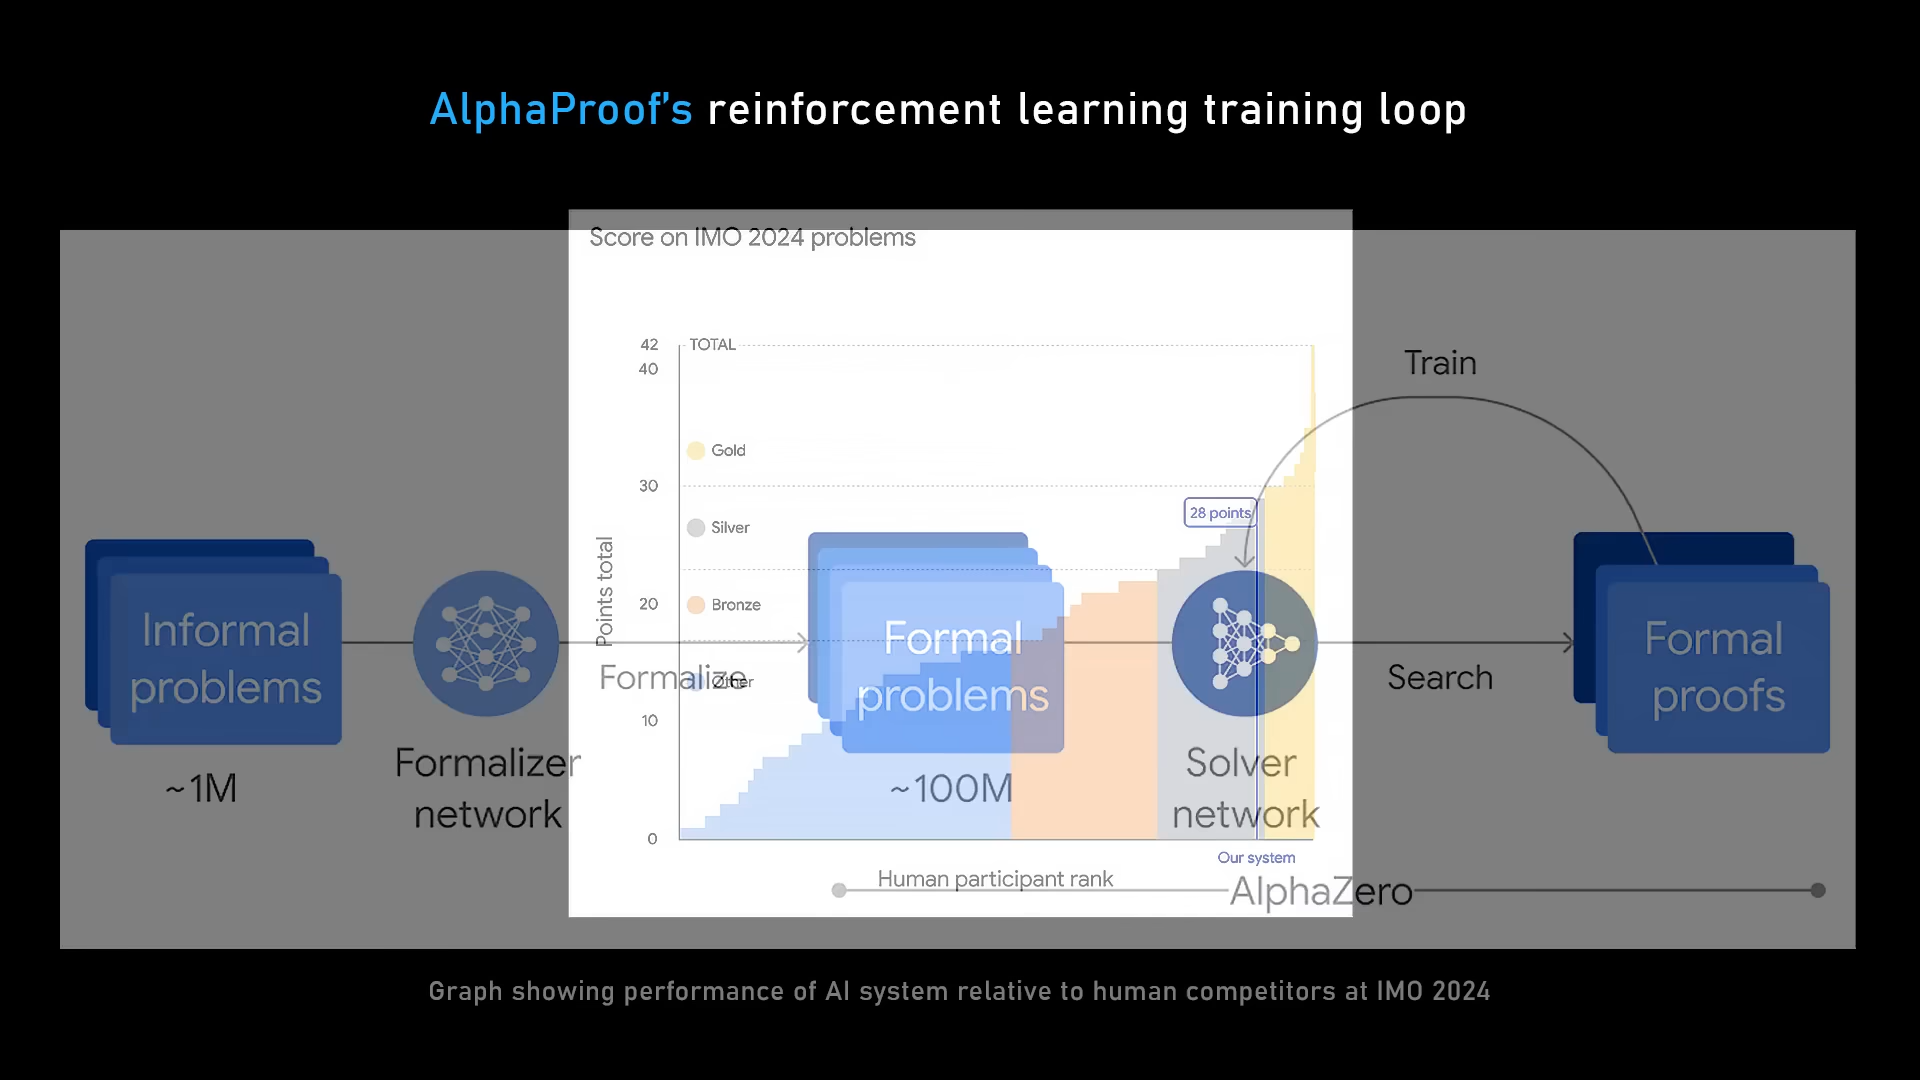 AlphaProof's reinforcement learning training loop
Score on IMO 2024 problems
42
TOTAL
40
Gold
30
28 points
Silver
Points total
20
Bronze
Other
10
0
Our system
Human participant rank
Train
Informal
problems
~1M
Formalizer
network
Formalize
Formal
problems
~100M
Solver
network
Search
Formal
proofs
AlphaZero
Graph showing performance of AI system relative to human competitors at IMO 2024